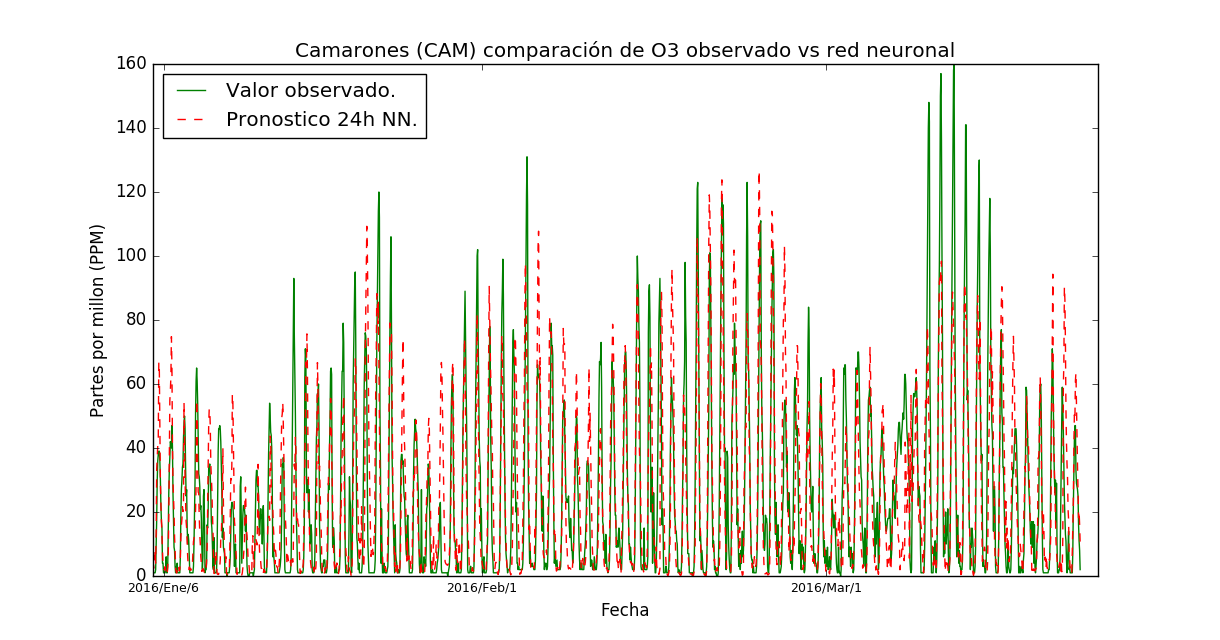 Camarones (CAM) comparación de O3 observado vs red neuronal
Valor observado.
Pronostico 24h NN.
Partes por millon (PPM)
160
140
120
100
80
60
40
20
0
2016/Ene/6
2016/Feb/1
2016/Mar/1
Fecha